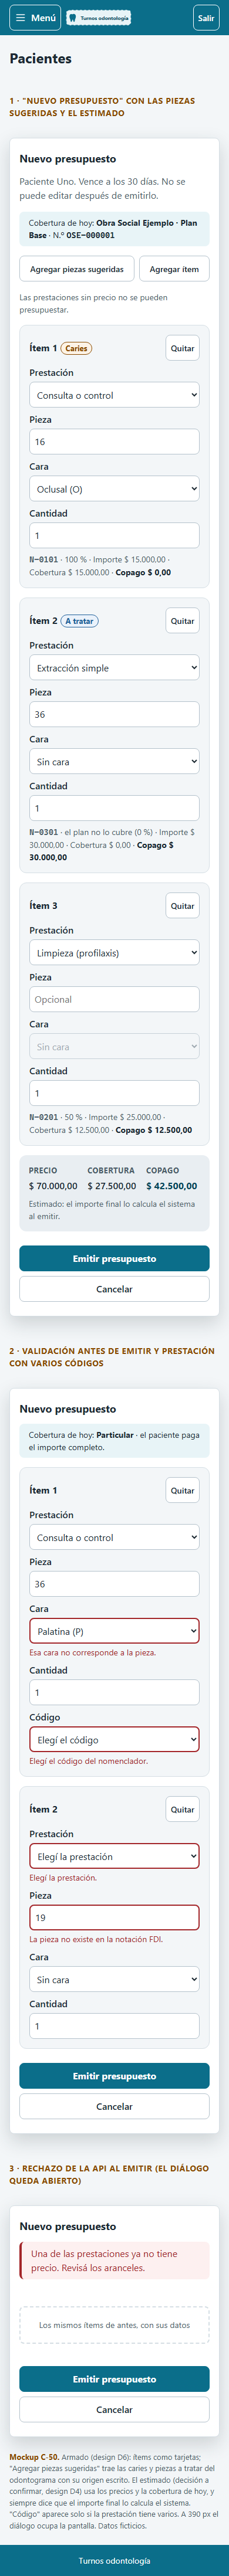 Menú
Turnos odontología
Salir
Pacientes
1 · "NUEVO PRESUPUESTO" CON LAS PIEZAS
SUGERIDAS Y EL ESTIMADO
Nuevo presupuesto
Paciente Uno. Vence a los 30 días. No se
puede editar después de emitirlo.
Cobertura de hoy: Obra Social Ejemplo · Plan
Base · N.º OSE-000001
Agregar piezas sugeridas
Agregar ítem
Las prestaciones sin precio no se pueden
presupuestar.
Ítem 1 Caries
Quitar
Prestación
Consulta o control
Pieza
16
Cara
Oclusal (O)
Cantidad
1
N-0101 · 100 % · Importe $ 15.000,00 ·
Cobertura $ 15.000,00 · Copago $ 0,00
Ítem 2 A tratar
Quitar
Prestación
Extracción simple
Pieza
36
Cara
Sin cara
Cantidad
1
N-0301 · el plan no lo cubre (0 %) · Importe $
30.000,00 · Cobertura $ 0,00 · Copago $
30.000,00
Ítem 3
Quitar
Prestación
Limpieza (profilaxis)
Pieza
Opcional
Cara
Sin cara
Cantidad
1
N-0201 · 50 % · Importe $ 25.000,00 ·
Cobertura $ 12.500,00 · Copago $ 12.500,00
PRECIO COBERTURA COPAGO
$ 70.000,00 $ 27.500,00 $ 42.500,00
Estimado: el importe final lo calcula el sistema
al emitir.
Emitir presupuesto
Cancelar
2 · VALIDACIÓN ANTES DE EMITIR Y PRESTACIÓN
CON VARIOS CÓDIGOS
Nuevo presupuesto
Cobertura de hoy: Particular · el paciente paga
el importe completo.
Ítem 1
Quitar
Prestación
Consulta o control
Pieza
36
Cara
Palatina (P)
Esa cara no corresponde a la pieza.
Cantidad
1
Código
Elegí el código
Elegí el código del nomenclador.
Ítem 2
Quitar
Prestación
Elegí la prestación
Elegí la prestación.
Pieza
19
La pieza no existe en la notación FDI.
Cara
Sin cara
Cantidad
1
Emitir presupuesto
Cancelar
3 · RECHAZO DE LA API AL EMITIR (EL DIÁLOGO
QUEDA ABIERTO)
Nuevo presupuesto
Una de las prestaciones ya no tiene
precio. Revisá los aranceles.
Los mismos ítems de antes, con sus datos
Emitir presupuesto
Cancelar
Mockup C-50. Armado (design D6): ítems como tarjetas;
"Agregar piezas sugeridas" trae las caries y piezas a tratar del
odontograma con su origen escrito. El estimado (decisión a
confirmar, design D4) usa los precios y la cobertura de hoy, y
siempre dice que el importe final lo calcula el sistema.
"Código" aparece solo si la prestación tiene varios. A 390 px el
diálogo ocupa la pantalla. Datos ficticios.
Turnos odontología